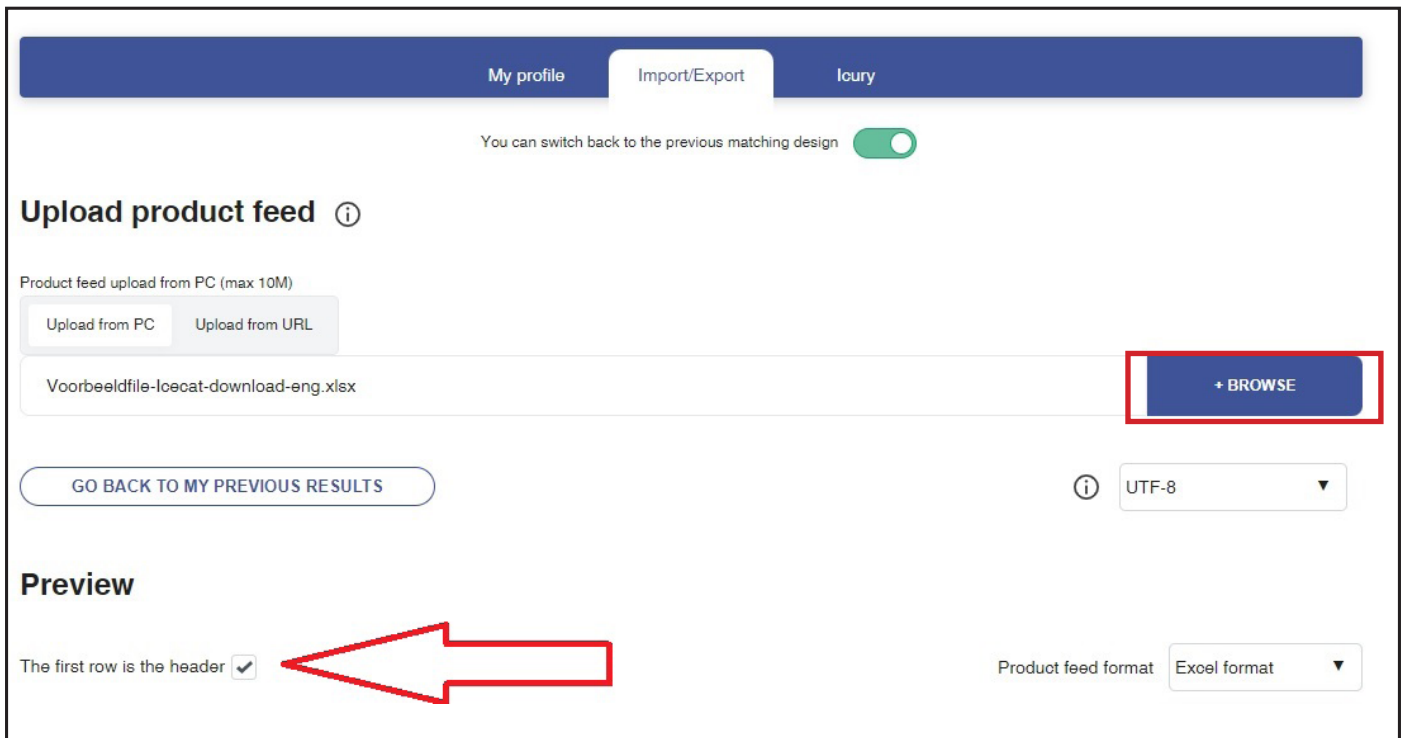 My profile Import/Export Icury
You can switch back to the previous matching design
Upload product feed
Product feed upload from PC (max 10M)
Upload from PC Upload from URL
Voorbeeldfile-Icecat-download-eng.xlsx + BROWSE
GO BACK TO MY PREVIOUS RESULTS UTF-8
Preview
The first row is the header Product feed format Excel format